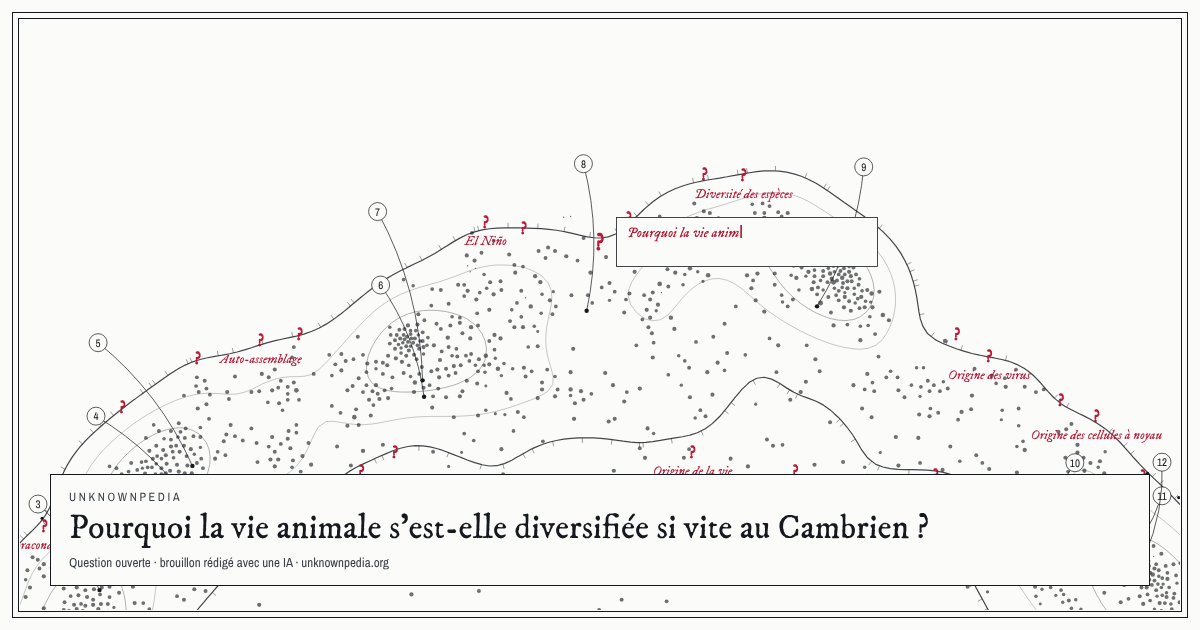 8
9
?
?
Diversité des espèces
7
?
?
El Niño
?
Pourquoi la vie anim
6
5
?
?
?
Auto-assemblage
?
?
Origine des virus
?
4
?
?
Origine des cellules à noyau
?
?
?
Origine de la vie
10
12
11
3
?
UNKNOWNPEDIA
Pourquoi la vie animale s’est-elle diversifiée si vite au Cambrien ?
Question ouverte · brouillon rédigé avec une IA · unknownpedia.org